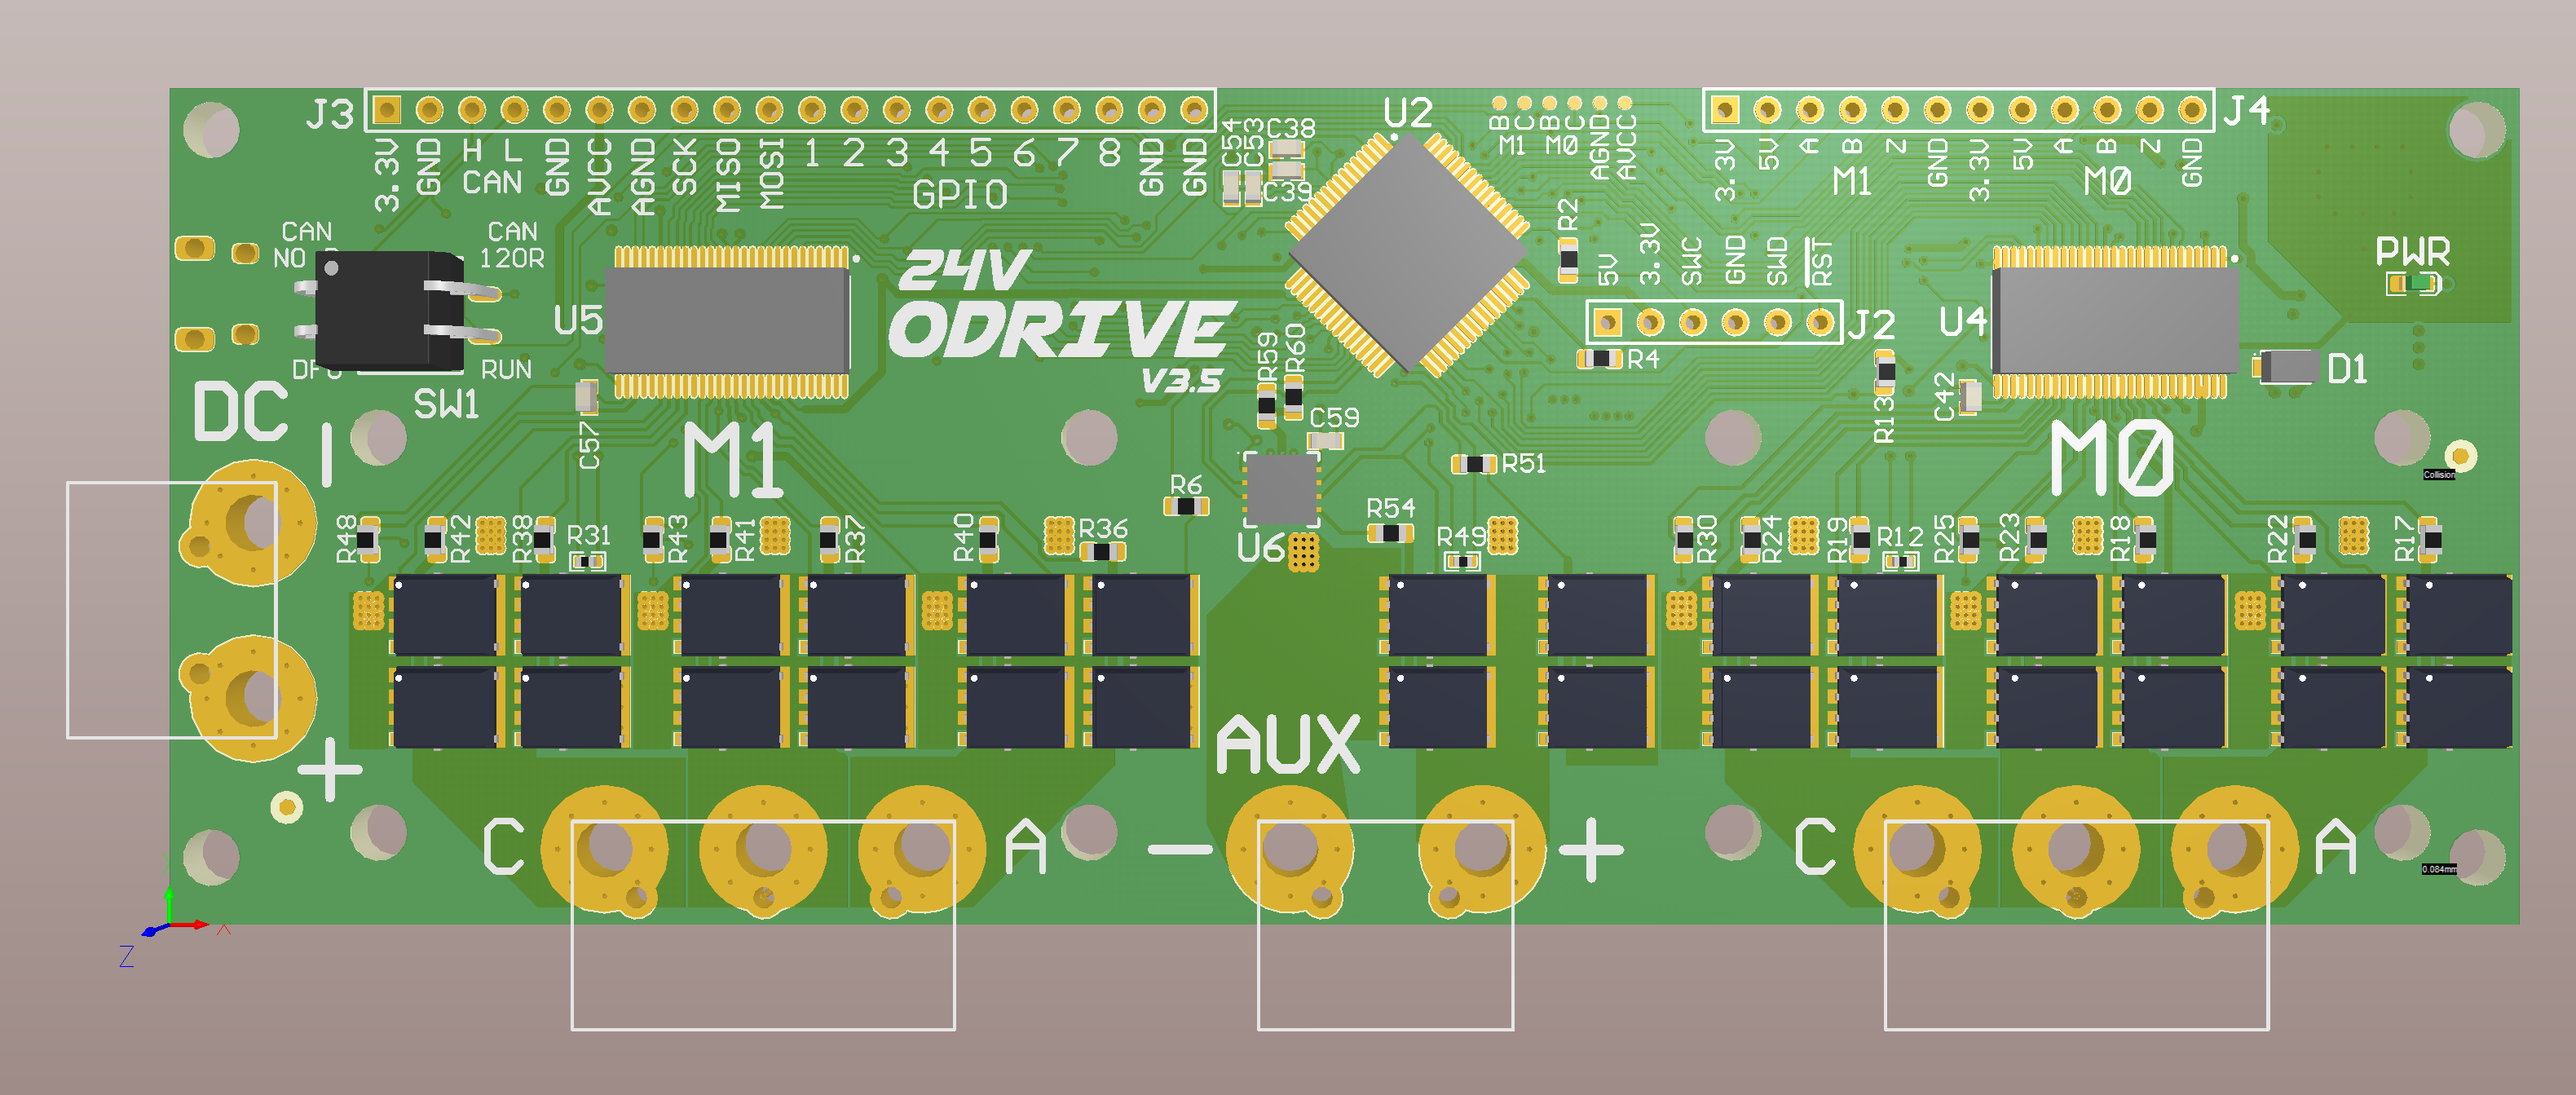 J3
3.3V
GND
H L
CAN
GND
AVCC
AGND
SCK
MISO
MOSI
1 2 3 4 5 6 7 8
GPIO
GND
GND
C54
C53
C38
C39
U2
B
C
B
C
M1 M0
AGND
AVCC
J4
3.3V
5V
A
B
Z
GND
3.3V
5V
A
B
Z
GND
M1
M0
CAN
NO
CAN
120R
RUN
SW1
U5
24V
ODRIVE
V3.5
R2
5V
3.3V
SWC
GND
SWD
RST
J2
R4
U4
PWR
D1
R59
R60
C59
R13
C42
C57
DC
-
+
M1
M0
R6
R51
R54
U6
R49
Collision
R48
R42
R38
R31
R43
R41
R37
R40
R36
R30
R24
R19
R12
R25
R23
R18
R22
R17
AUX
C
A
-
+
C
A
0.084mm
Z
X